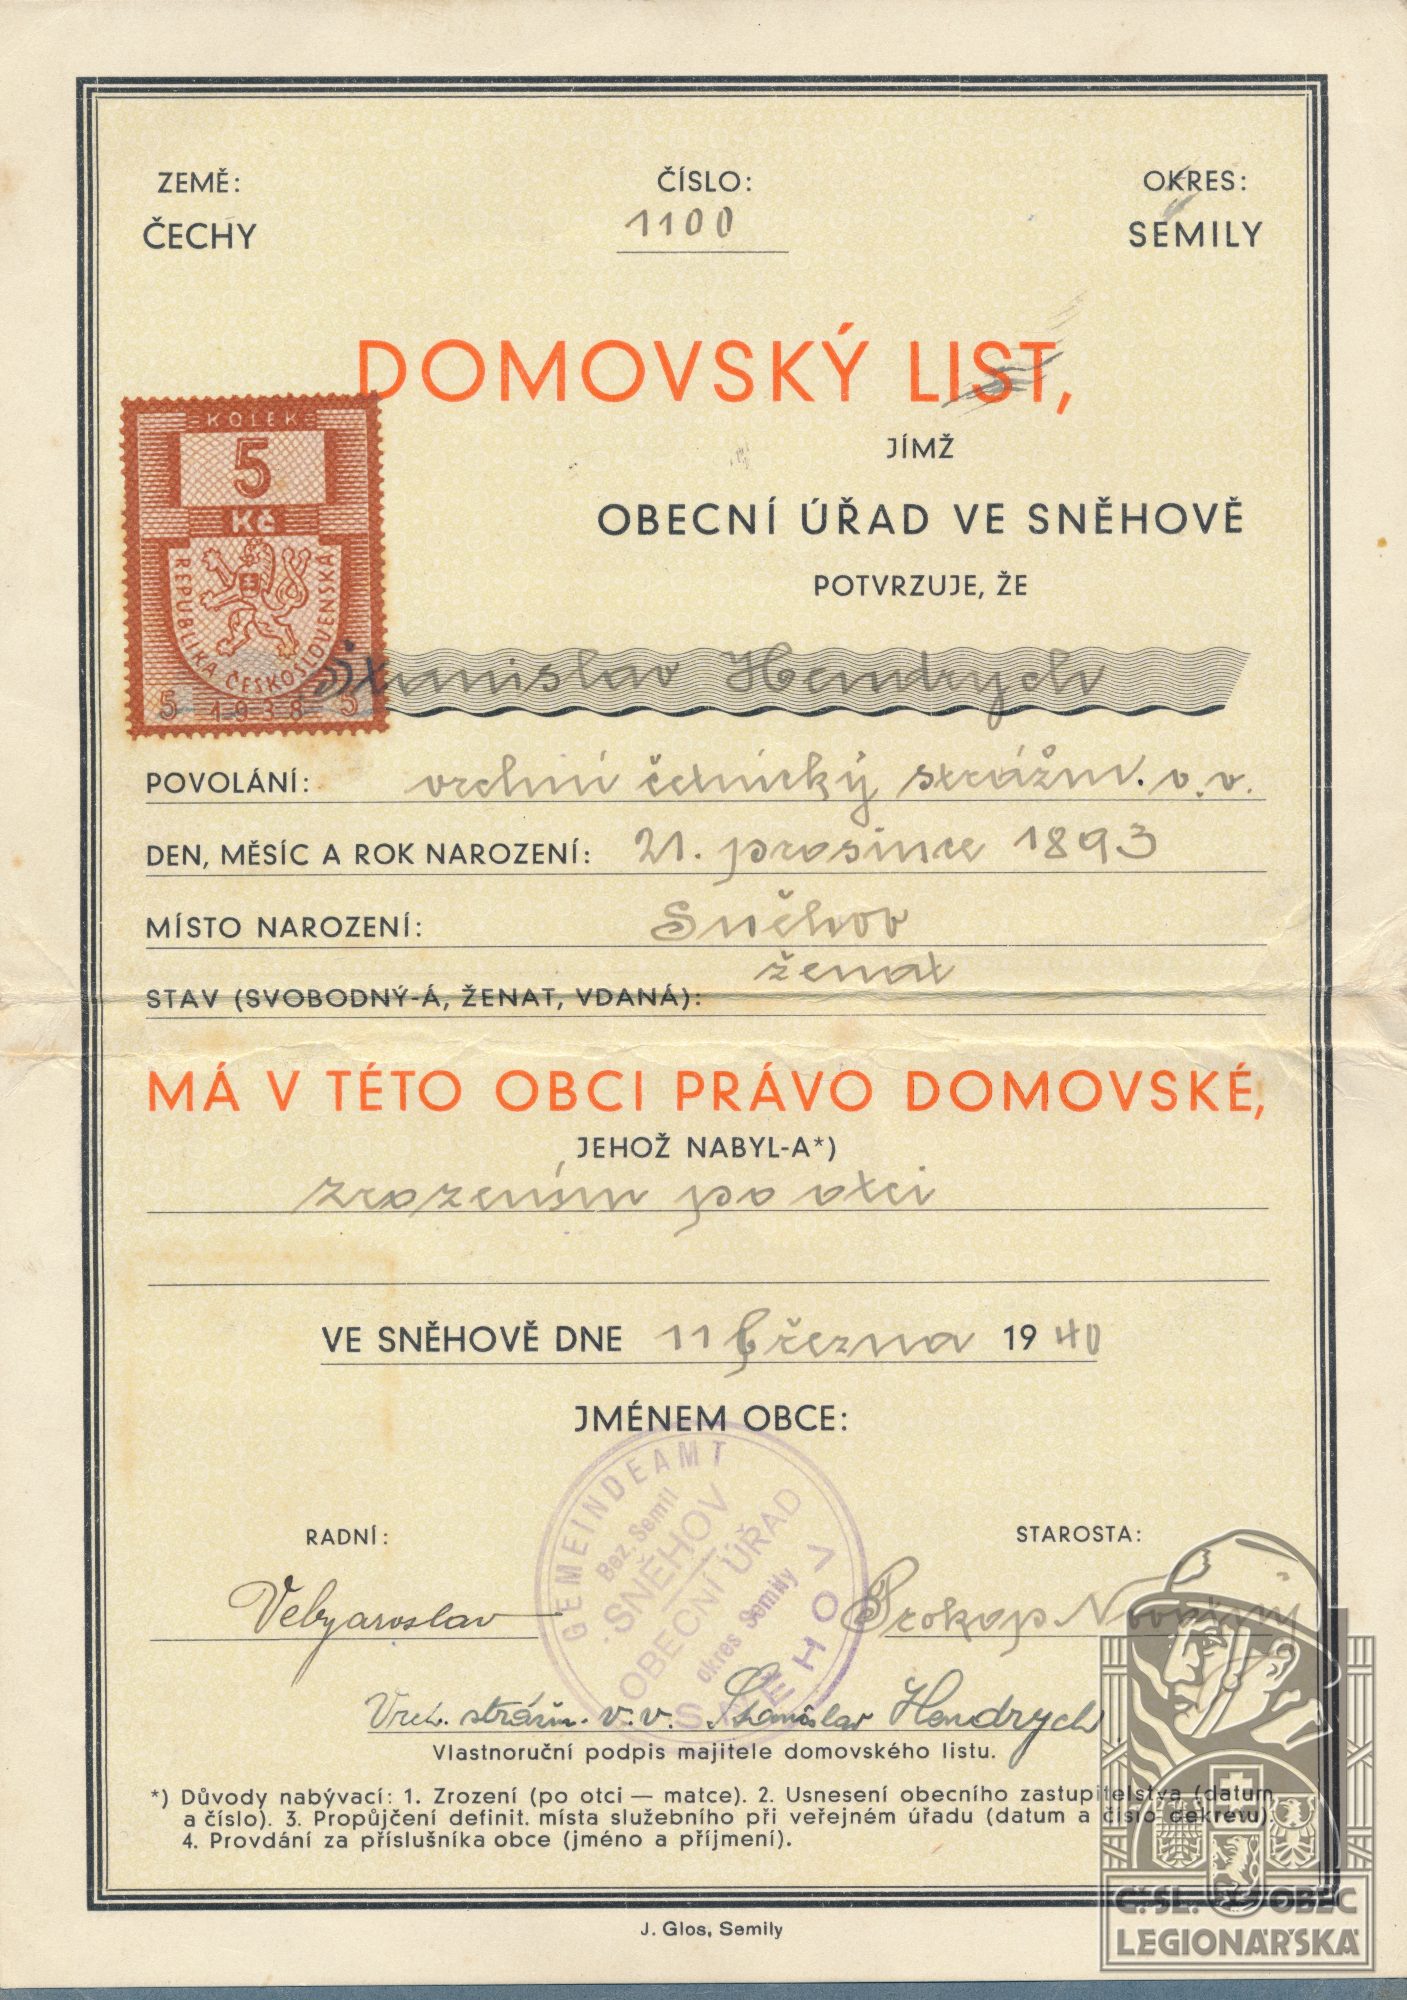 ZEMĚ: ČÍSLO: OKRES:
ČECHY 1100 SEMILY
DOMOVSKÝ LIST,
JÍMŽ
OBECNÍ ÚŘAD VE SNĚHOVĚ
POTVRZUJE, ŽE
KOLEK
5
Kč
REPUBLIKA ČESKOSLOVENSKÁ
5 1938 5
Stanislav Hendrych
POVOLÁNÍ: vrchní četnický strážm. v. v.
DEN, MĚSÍC A ROK NAROZENÍ: 21. prosince 1893
MÍSTO NAROZENÍ: Sněhov
STAV (SVOBODNÝ-Á, ŽENAT, VDANÁ): ženat
MÁ V TÉTO OBCI PRÁVO DOMOVSKÉ,
JEHOŽ NABYL-A*)
zrozením po otci
VE SNĚHOVĚ DNE 11 března 1940
JMÉNEM OBCE:
GEMEINDEAMT
Bez. Semil
SNĚHOV
OBECNÍ ÚŘAD
Okres Semily
SNĚHOV
RADNÍ: STAROSTA:
Prokop
Vrch. strážm. v. v. Stanislav Hendrych
Vlastnoruční podpis majitele domovského listu.
*) Důvody nabývací: 1. Zrození (po otci — matce). 2. Usnesení obecního zastupitelstva (datum
a číslo). 3. Propůjčení definit. místa služebního při veřejném úřadu (datum a číslo dekretu).
4. Provdání za příslušníka obce (jméno a příjmení).
J. Glos, Semily
Č. SL. OBEC
LEGIONÁŘSKÁ